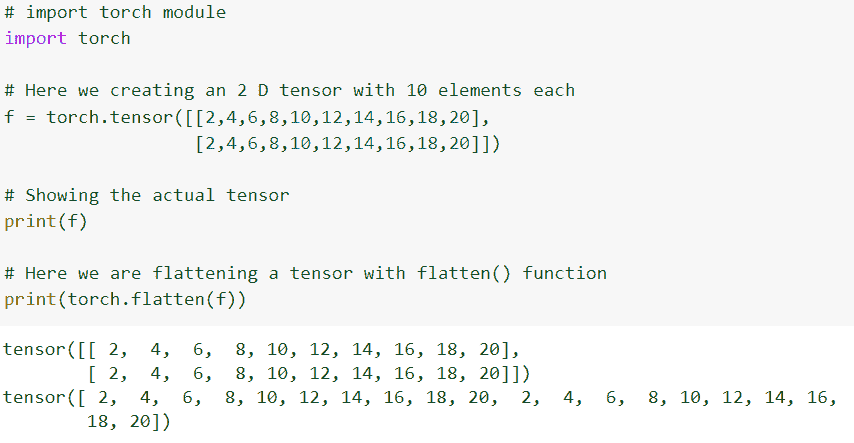 # import torch module
import torch
# Here we creating an 2 D tensor with 10 elements each
f = torch.tensor([[2,4,6,8,10,12,14,16,18,20],
[2,4,6,8,10,12,14,16,18,20]])
# Showing the actual tensor
print(f)
# Here we are flattening a tensor with flatten() function
print(torch.flatten(f))
tensor([[ 2,  4,  6,  8, 10, 12, 14, 16, 18, 20],
[ 2,  4,  6,  8, 10, 12, 14, 16, 18, 20]])
tensor([ 2,  4,  6,  8, 10, 12, 14, 16, 18, 20,  2,  4,  6,  8, 10, 12, 14, 16,
18, 20])